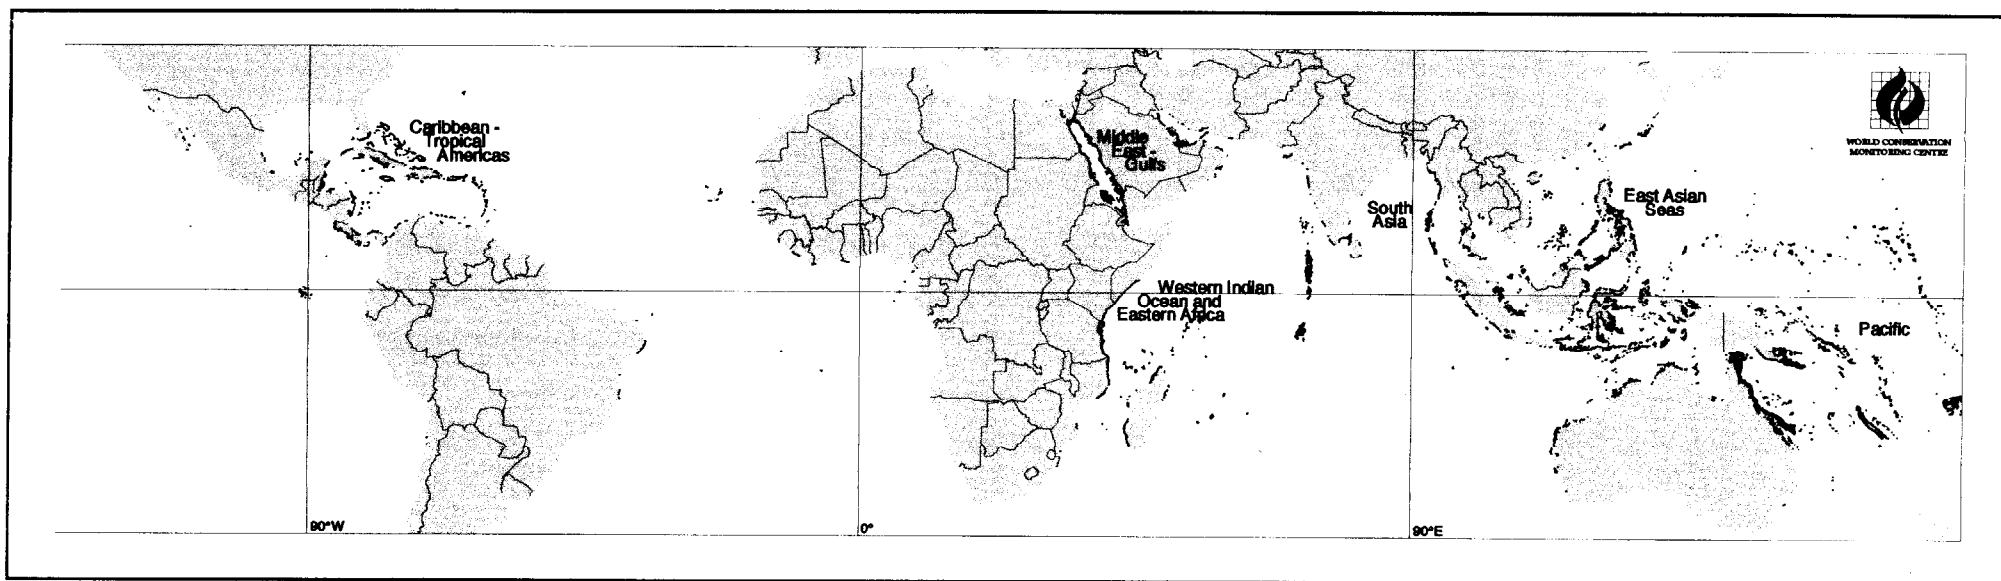 Caribbean -
Tropical
Americas
Middle
East -
Gulfs
WORLD CONSERVATION
MONITORING CENTRE
South
Asia
East Asian
Seas
Western Indian
Ocean and
Eastern Africa
Pacific
90°W
0°
90°E